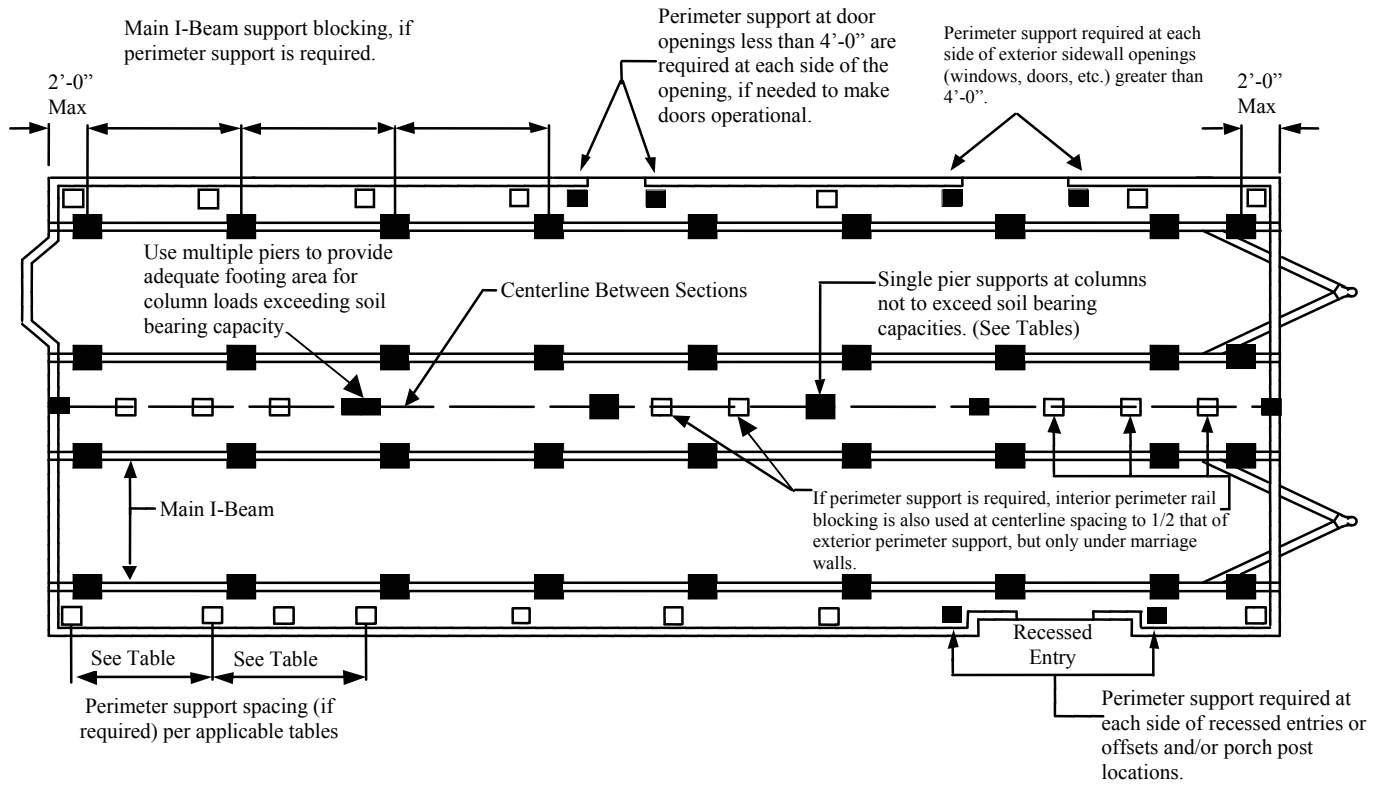 Main I-Beam support blocking, if
perimeter support is required.
Perimeter support at door
openings less than 4’-0” are
required at each side of the
opening, if needed to make
doors operational.
Perimeter support required at each
side of exterior sidewall openings
(windows, doors, etc.) greater than
4’-0”.
2’-0”
Max
2’-0”
Max
Use multiple piers to provide
adequate footing area for
column loads exceeding soil
bearing capacity
Centerline Between Sections
Single pier supports at columns
not to exceed soil bearing
capacities. (See Tables)
Main I-Beam
If perimeter support is required, interior perimeter rail
blocking is also used at centerline spacing to 1/2 that of
exterior perimeter support, but only under marriage
walls.
See Table
See Table
Recessed
Entry
Perimeter support spacing (if
required) per applicable tables
Perimeter support required at
each side of recessed entries or
offsets and/or porch post
locations.